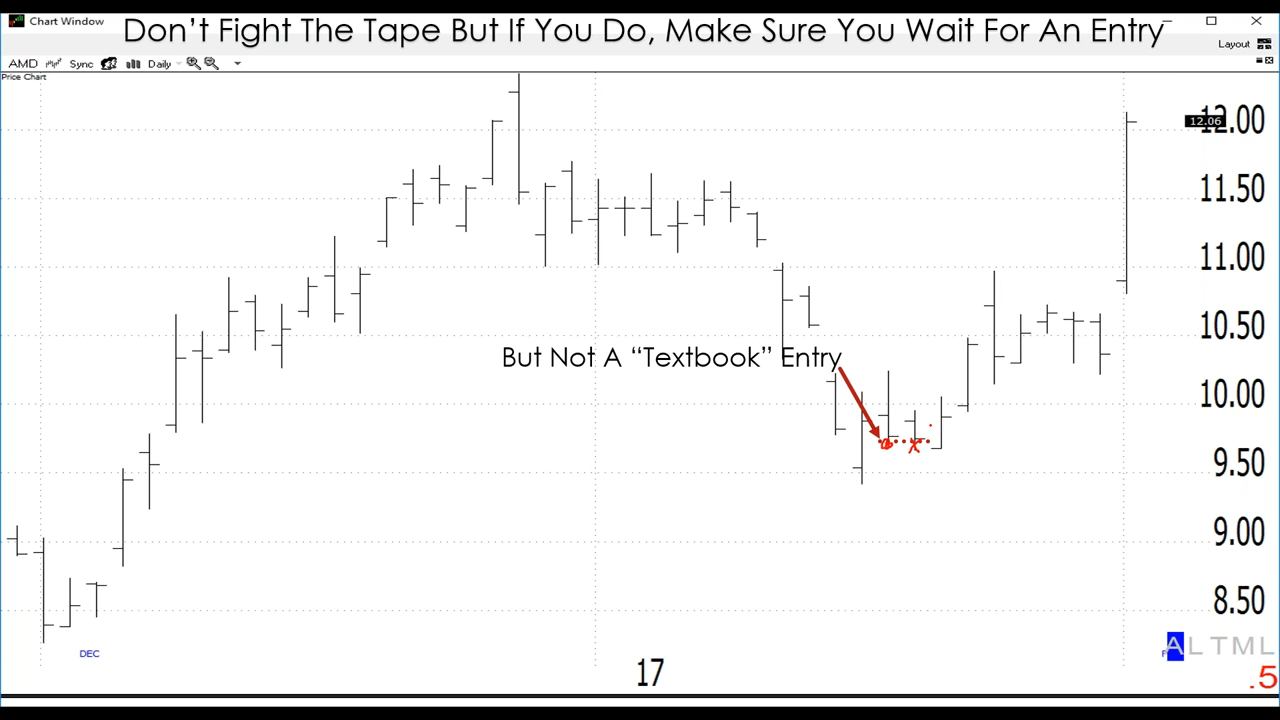 Chart Window
Don’t Fight The Tape But If You Do, Make Sure You Wait For An Entry
Layout
AMD Sync Daily
Price Chart
12.00
12.06
11.50
11.00
10.50
But Not A “Textbook” Entry
10.00
9.50
9.00
8.50
DEC
17
ALTML
.5